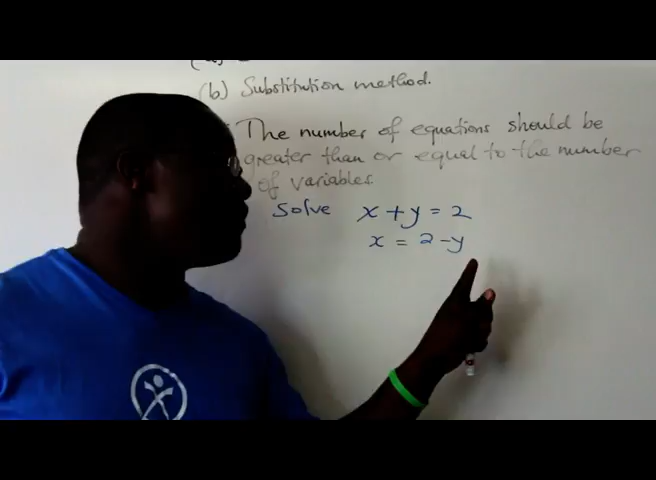 (b) Substitution method.
The number of equations should be
greater than or equal to the number
of variables.
Solve x + y = 2
x = 2 - y